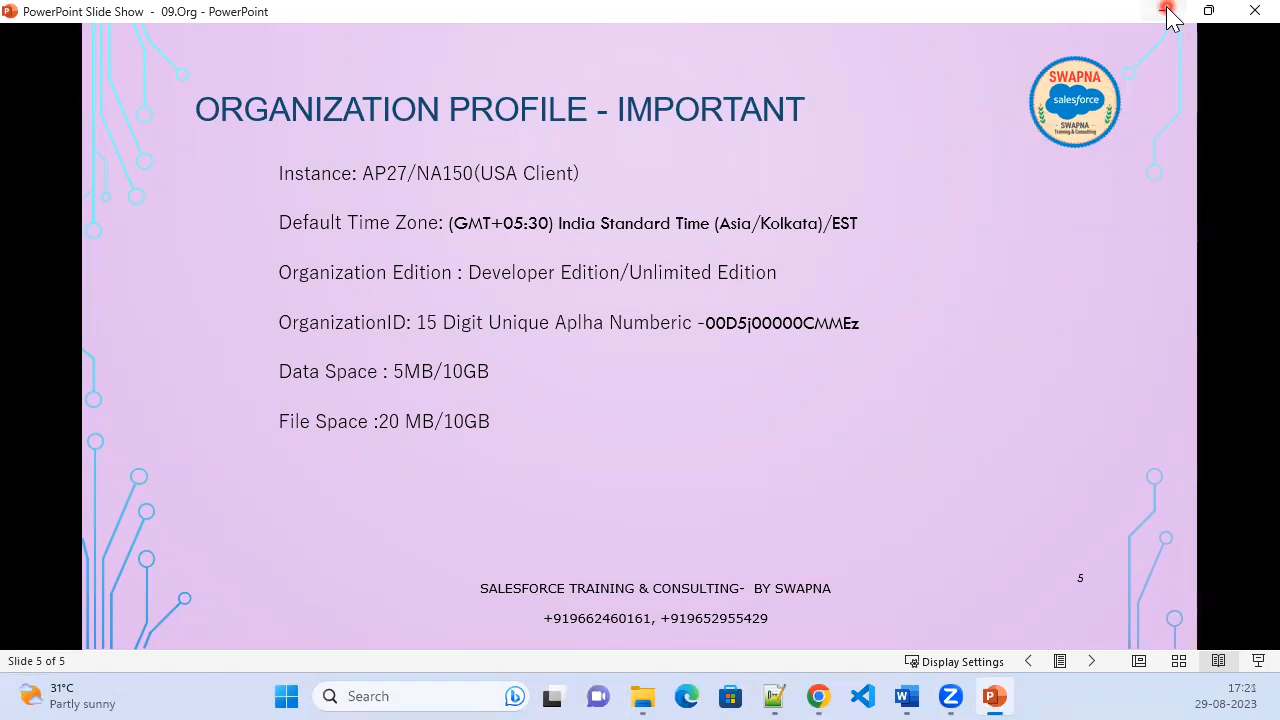 PowerPoint Slide Show - 09.Org - PowerPoint
SWAPNA
salesforce
- SWAPNA -
Training & Consulting
ORGANIZATION PROFILE - IMPORTANT
Instance: AP27/NA150(USA Client)
Default Time Zone: (GMT+05:30) India Standard Time (Asia/Kolkata)/EST
Organization Edition : Developer Edition/Unlimited Edition
OrganizationID: 15 Digit Unique Aplha Numberic -00D5j00000CMMEz
Data Space : 5MB/10GB
File Space :20 MB/10GB
5
SALESFORCE TRAINING & CONSULTING- BY SWAPNA
+919662460161, +919652955429
Slide 5 of 5
Display Settings
31°C
Partly sunny
Search
17:21
29-08-2023